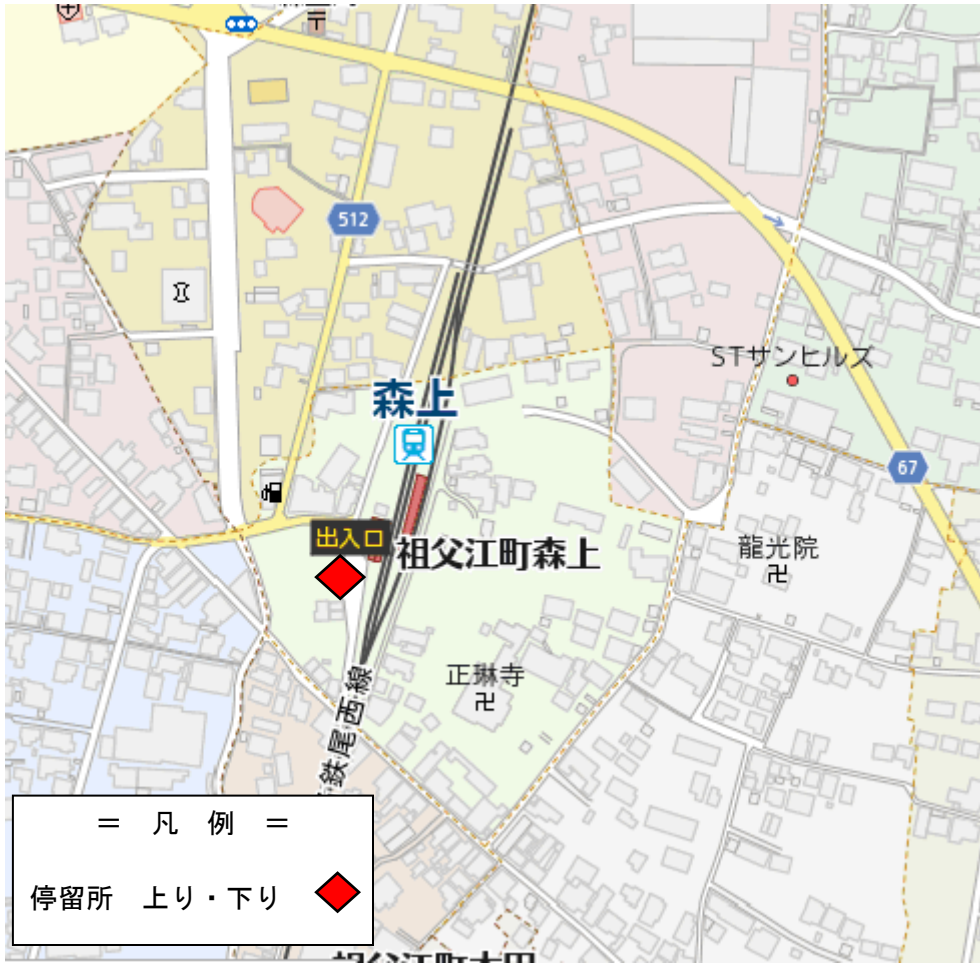 512
STサンヒルズ
森上
67
出入口
祖父江町森上
龍光院
正琳寺
鉄尾西線
= 凡 例 =
停留所 上り・下り